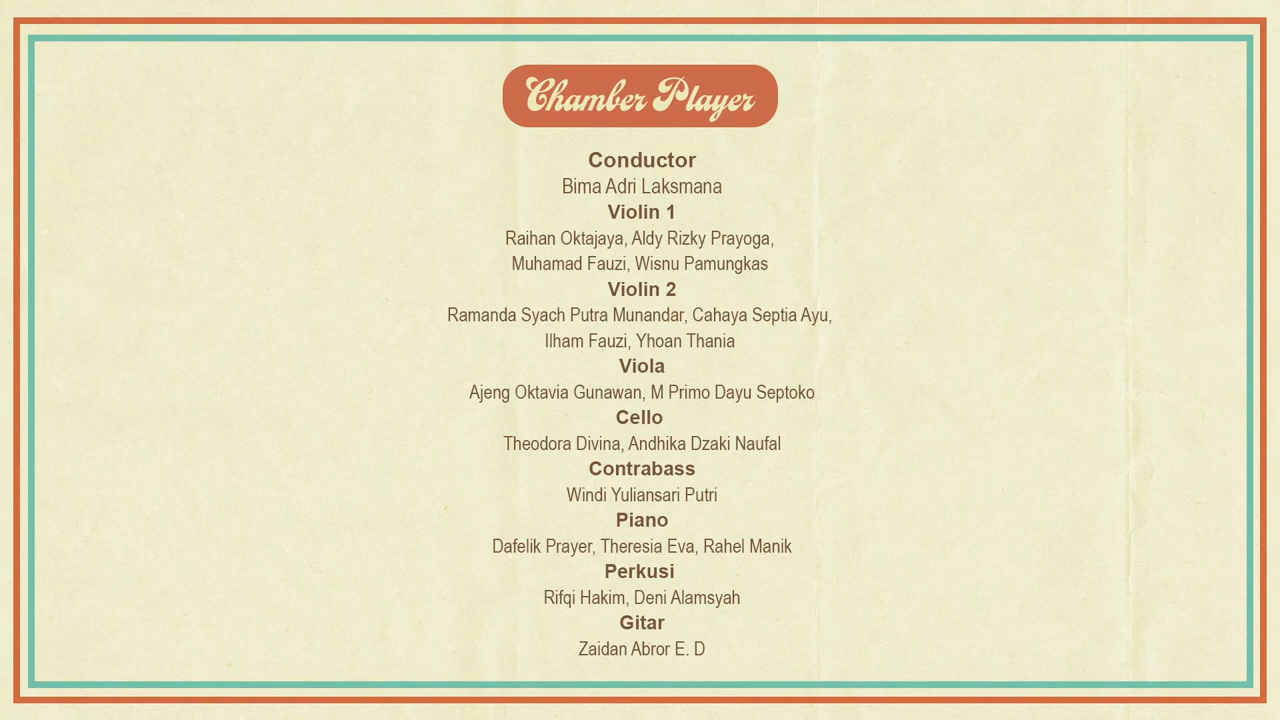 Chamber Player
Conductor
Bima Adri Laksmana
Violin 1
Raihan Oktajaya, Aldy Rizky Prayoga,
Muhamad Fauzi, Wisnu Pamungkas
Violin 2
Ramanda Syach Putra Munandar, Cahaya Septia Ayu,
Ilham Fauzi, Yhoan Thania
Viola
Ajeng Oktavia Gunawan, M Primo Dayu Septoko
Cello
Theodora Divina, Andhika Dzaki Naufal
Contrabass
Windi Yuliansari Putri
Piano
Dafelik Prayer, Theresia Eva, Rahel Manik
Perkusi
Rifqi Hakim, Deni Alamsyah
Gitar
Zaidan Abror E. D